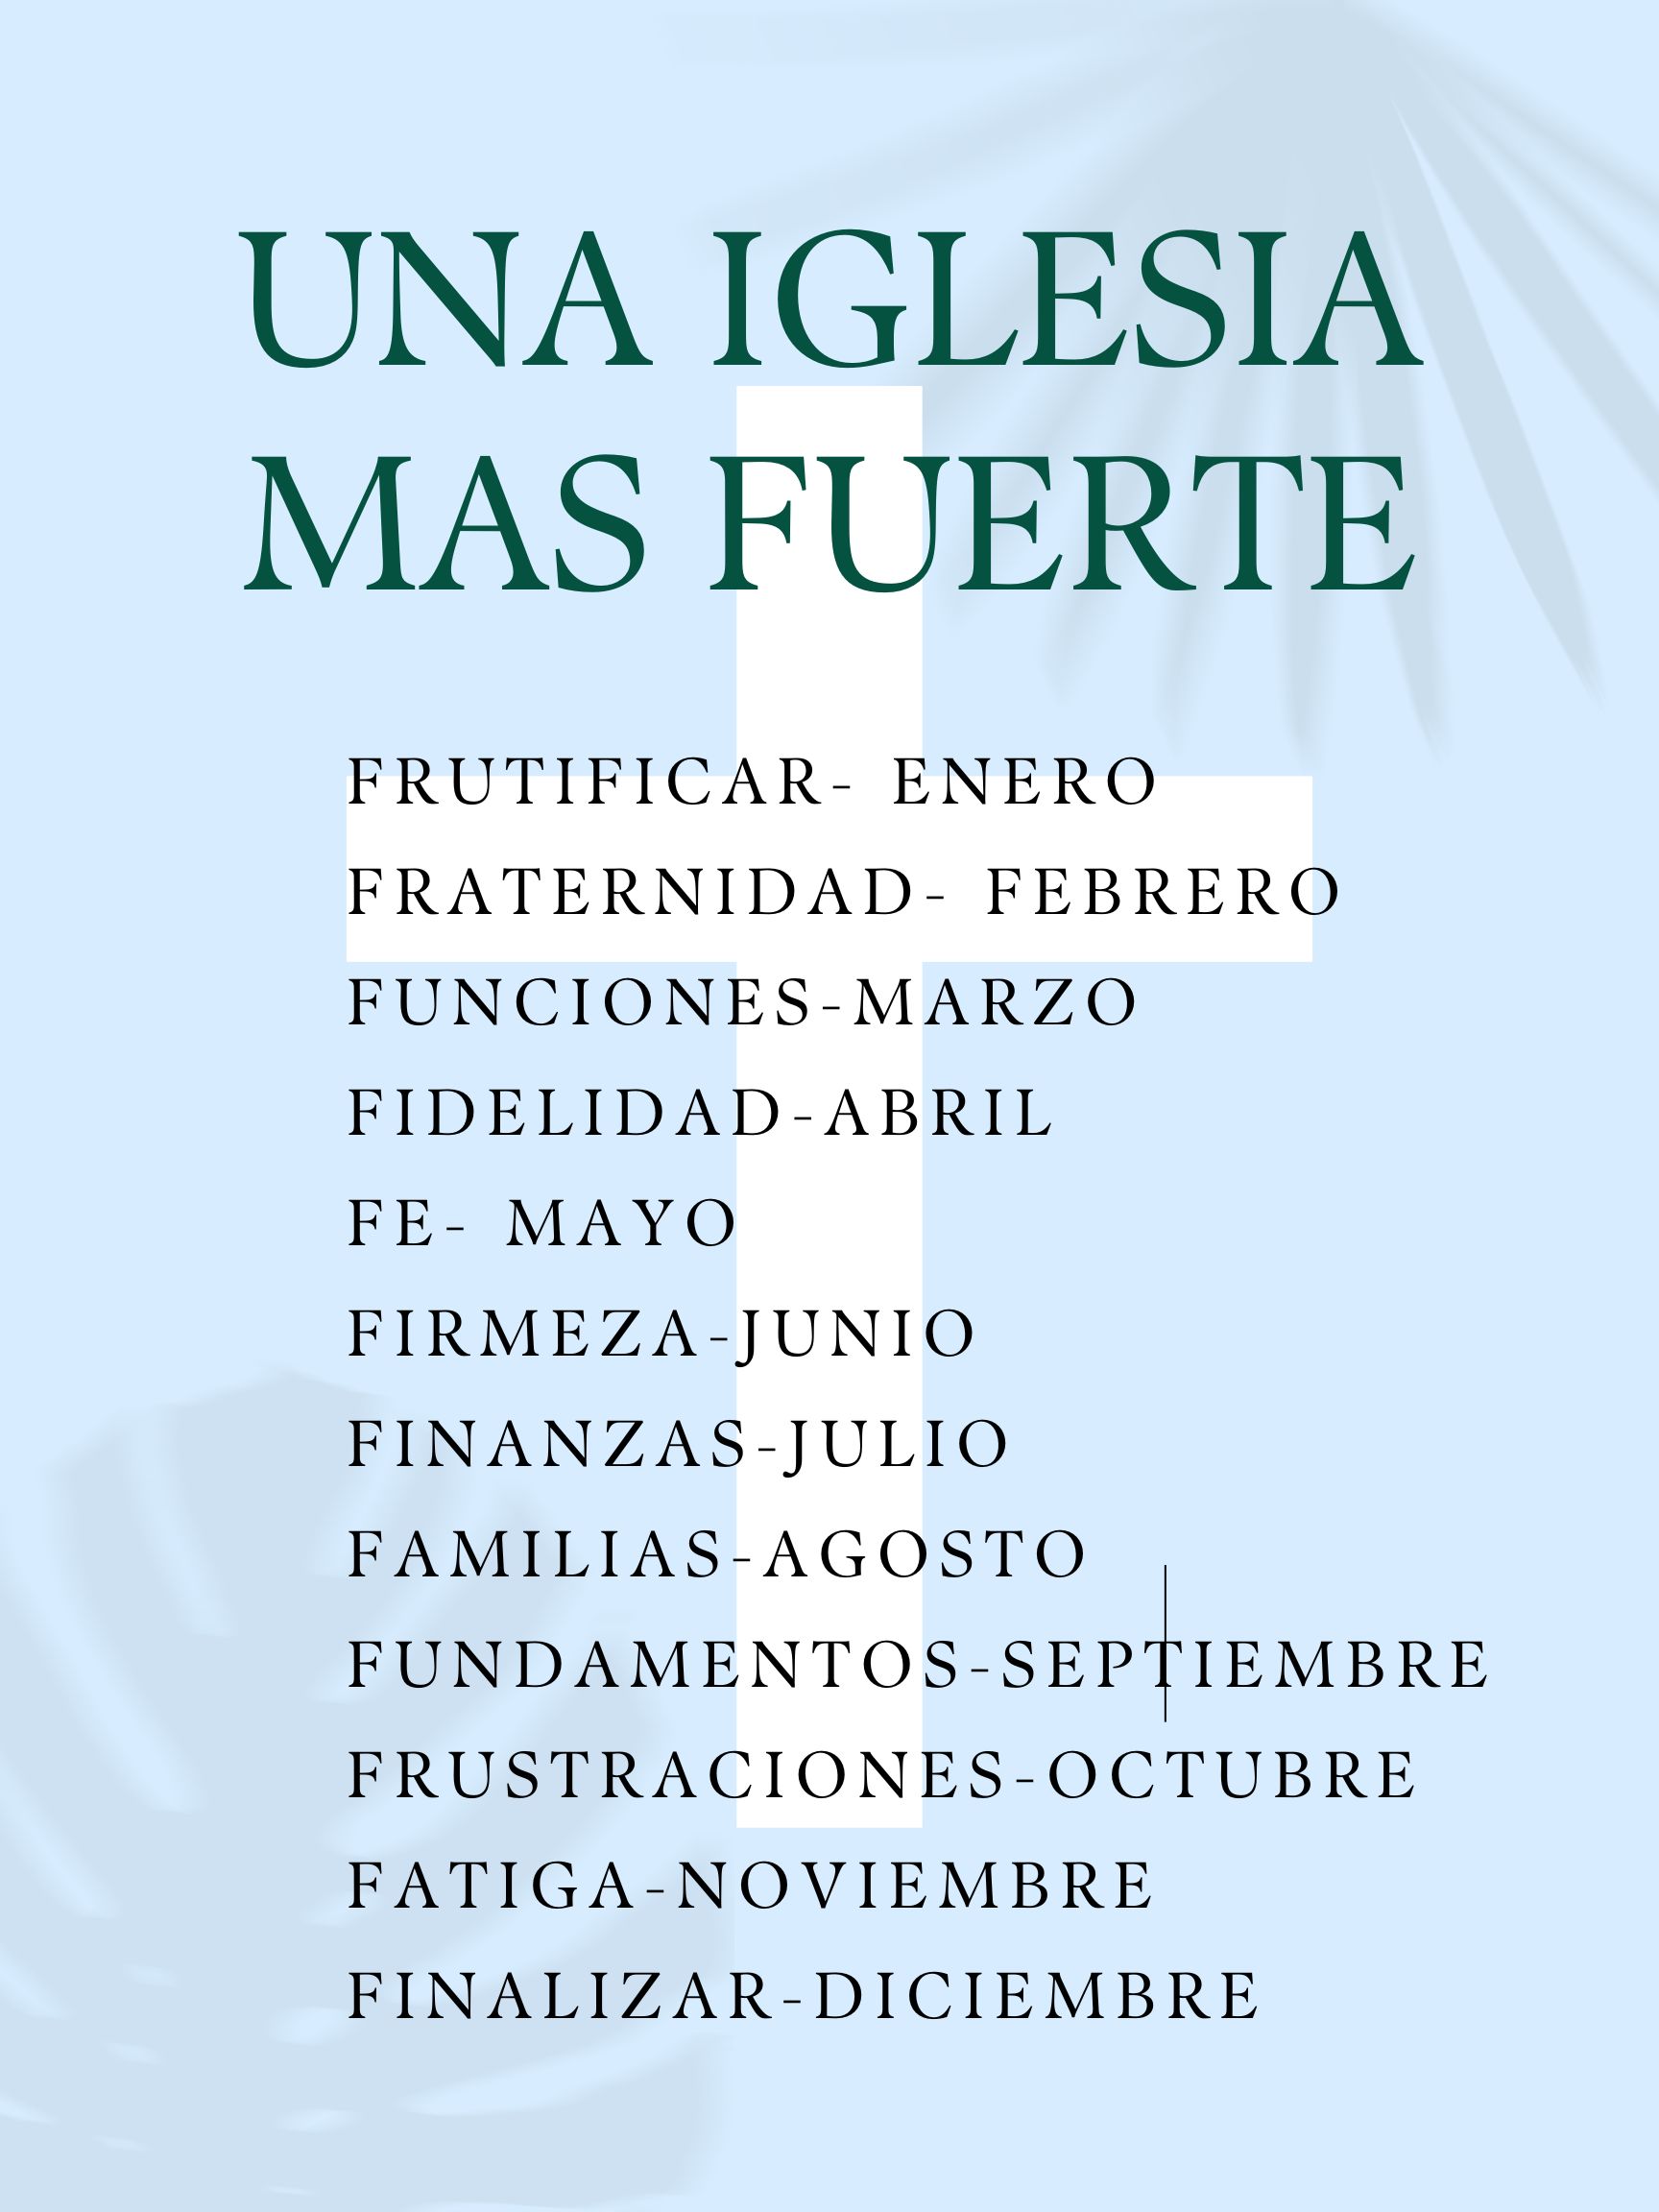 UNA IGLESIA
MAS FUERTE
FRUTIFICAR- ENERO
FRATERNIDAD- FEBRERO
FUNCIONES-MARZO
FIDELIDAD-ABRIL
FE- MAYO
FIRMEZA-JUNIO
FINANZAS-JULIO
FAMILIAS-AGOSTO
FUNDAMENTOS-SEPTIEMBRE
FRUSTRACIONES-OCTUBRE
FATIGA-NOVIEMBRE
FINALIZAR-DICIEMBRE